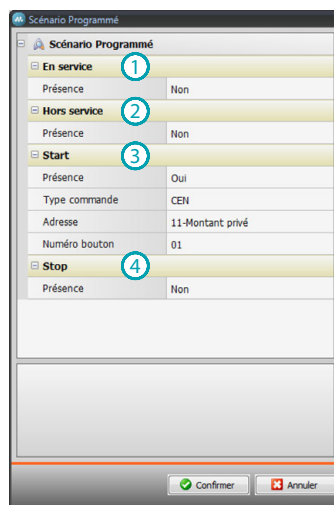 Scénario Programmé
Scénario Programmé
En service 1
Présence Non
Hors service 2
Présence Non
Start 3
Présence Oui
Type commande CEN
Adresse 11-Montant privé
Numéro bouton 01
Stop 4
Présence Non
Confirmer Annuler